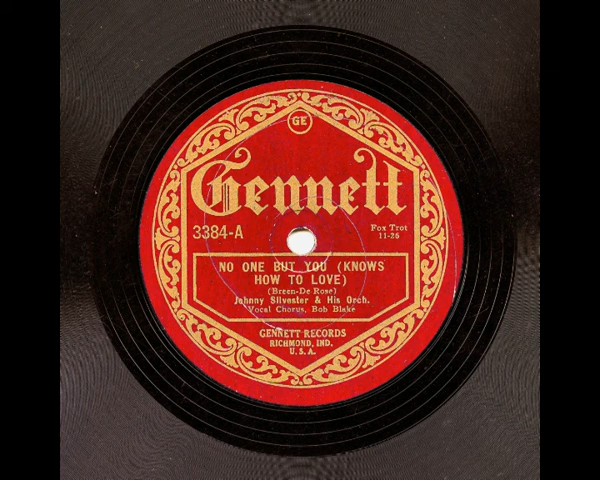 GE
Gennett
3384-A
Fox Trot
11-26
NO ONE BUT YOU (KNOWS
HOW TO LOVE)
(Breen-De Rose)
Johnny Silvester & His Orch.
Vocal Chorus, Bob Blake
GENNETT RECORDS
RICHMOND, IND.
U.S.A.